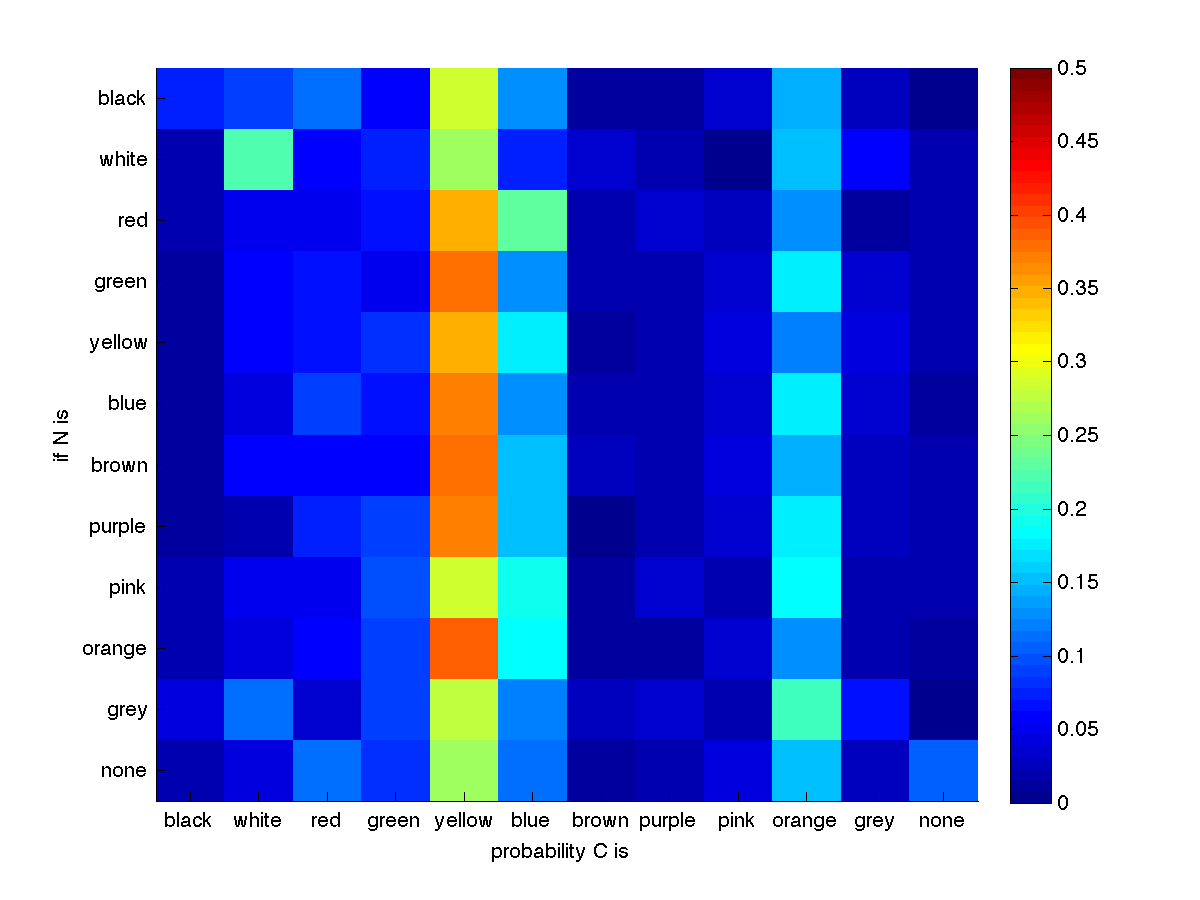 black
white
red
green
yellow
blue
brown
purple
pink
orange
grey
none
if N is
black white red green yellow blue brown purple pink orange grey none
probability C is
0.5
0.45
0.4
0.35
0.3
0.25
0.2
0.15
0.1
0.05
0